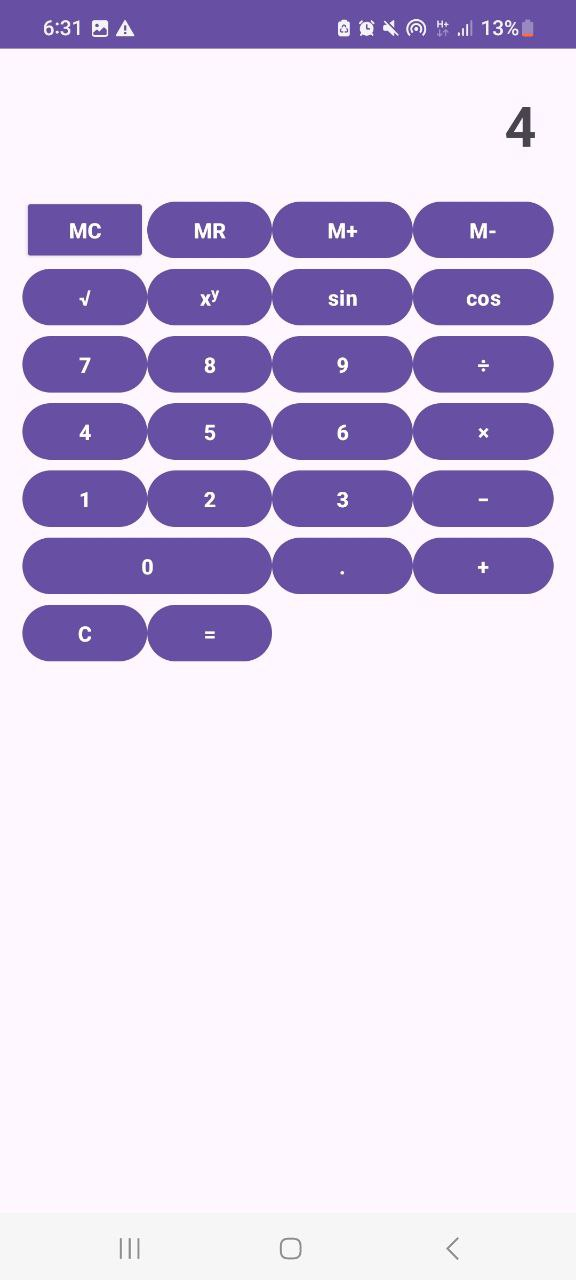 6:31 H+ 13%
4
MC MR M+ M-
√ xʸ sin cos
7 8 9 ÷
4 5 6 ×
1 2 3 −
0 . +
C =